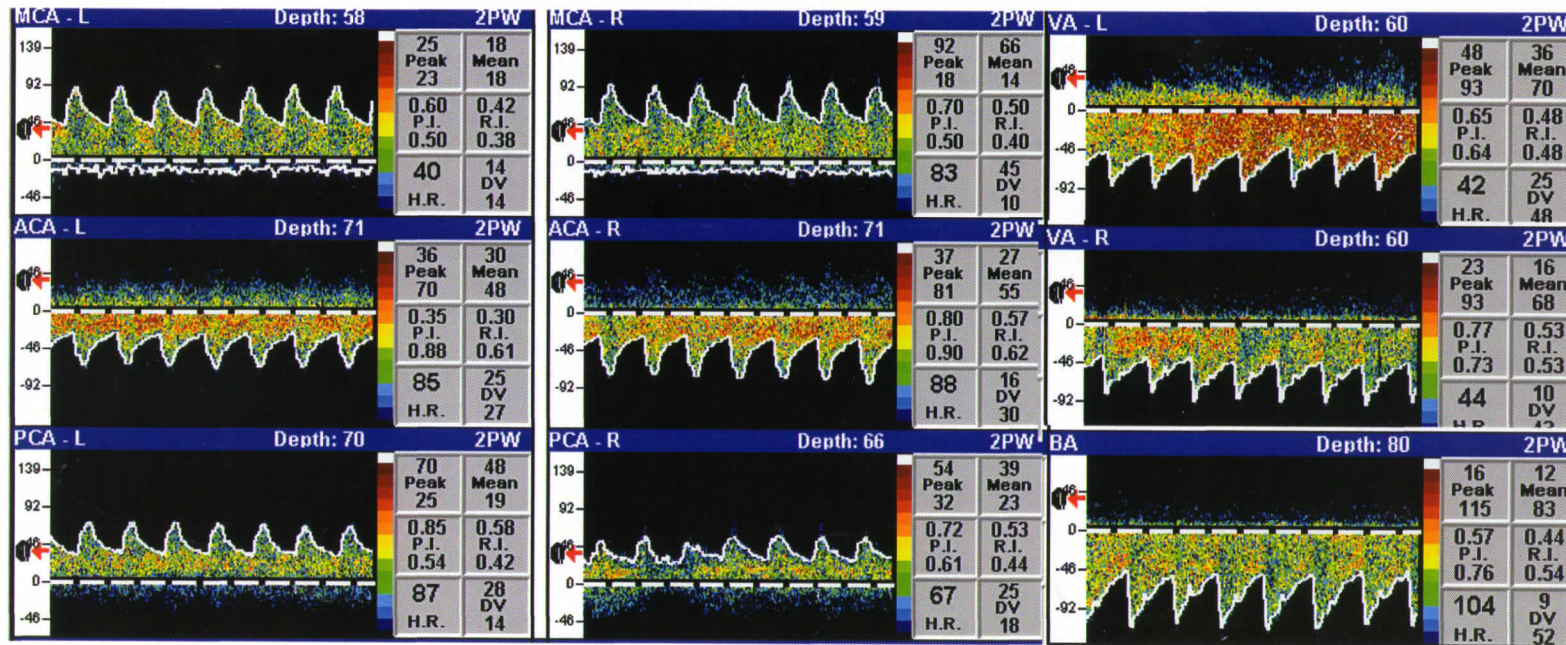 MCA - L Depth: 58 2PW
139
92
46
0
-46
25 18
Peak Mean
23 18
0.60 0.42
P.I. R.I.
0.50 0.38
40 14
DV
H.R. 14
MCA - R Depth: 59 2PW
139
92
46
0
-46
92 66
Peak Mean
18 14
0.70 0.50
P.I. R.I.
0.50 0.40
83 45
DV
H.R. 10
VA - L Depth: 60 2PW
46
0
-46
-92
48 36
Peak Mean
93 70
0.65 0.48
P.I. R.I.
0.64 0.48
42 25
DV
H.R. 48
ACA - L Depth: 71 2PW
46
0
-46
-92
36 30
Peak Mean
70 48
0.35 0.30
P.I. R.I.
0.88 0.61
85 25
DV
H.R. 27
ACA - R Depth: 71 2PW
46
0
-46
-92
37 27
Peak Mean
81 55
0.80 0.57
P.I. R.I.
0.90 0.62
88 16
DV
H.R. 30
VA - R Depth: 60 2PW
46
0
-46
-92
23 16
Peak Mean
93 68
0.77 0.53
P.I. R.I.
0.73 0.53
44 10
DV
H.R.
PCA - L Depth: 70 2PW
139
92
46
0
-46
70 48
Peak Mean
25 19
0.85 0.58
P.I. R.I.
0.54 0.42
87 28
DV
H.R. 14
PCA - R Depth: 66 2PW
139
92
46
0
-46
54 39
Peak Mean
32 23
0.72 0.53
P.I. R.I.
0.61 0.44
67 25
DV
H.R. 18
BA Depth: 80 2PW
46
0
-46
-92
16 12
Peak Mean
115 83
0.57 0.44
P.I. R.I.
0.76 0.54
104 9
DV
H.R. 52